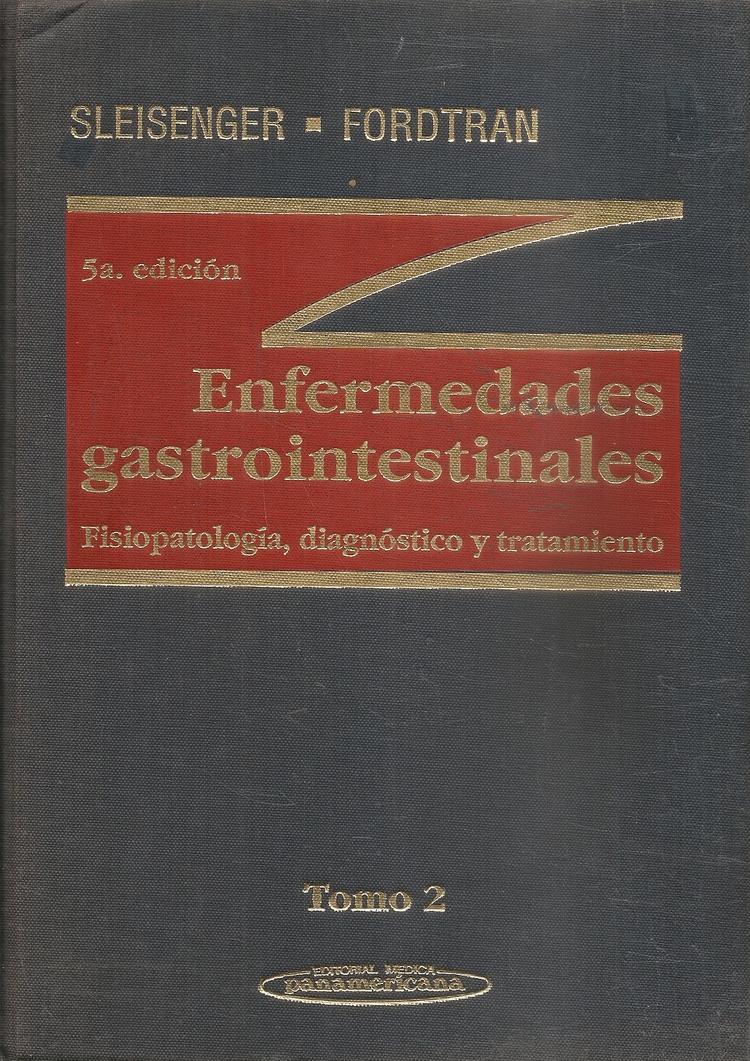 SLEISENGER ▪ FORDTRAN
5a. edición
Enfermedades
gastrointestinales
Fisiopatología, diagnóstico y tratamiento
Tomo 2
EDITORIAL MEDICA
panamericana